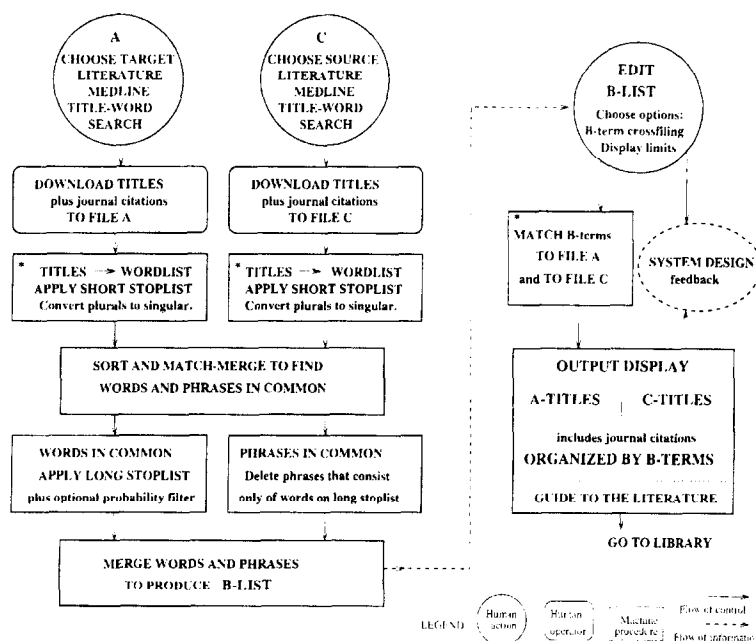 A
CHOOSE TARGET
LITERATURE
MEDLINE
TITLE-WORD
SEARCH
C
CHOOSE SOURCE
LITERATURE
MEDLINE
TITLE-WORD
SEARCH
DOWNLOAD TITLES
plus journal citations
TO FILE A
DOWNLOAD TITLES
plus journal citations
TO FILE C
* TITLES → WORDLIST
APPLY SHORT STOPLIST
Convert plurals to singular.
* TITLES → WORDLIST
APPLY SHORT STOPLIST
Convert plurals to singular.
SORT AND MATCH-MERGE TO FIND
WORDS AND PHRASES IN COMMON
WORDS IN COMMON
APPLY LONG STOPLIST
plus optional probability filter
PHRASES IN COMMON
Delete phrases that consist
only of words on long stoplist
MERGE WORDS AND PHRASES
TO PRODUCE B-LIST
EDIT
B-LIST
Choose options:
B-term crossfiling
Display limits
*
MATCH B-terms
TO FILE A
and TO FILE C
SYSTEM DESIGN
feedback
OUTPUT DISPLAY
A-TITLES | C-TITLES
includes journal citations
ORGANIZED BY B-TERMS
GUIDE TO THE LITERATURE
GO TO LIBRARY
LEGEND
Human
action
Human
operator
Machine
procedure
Flow of control
Flow of information